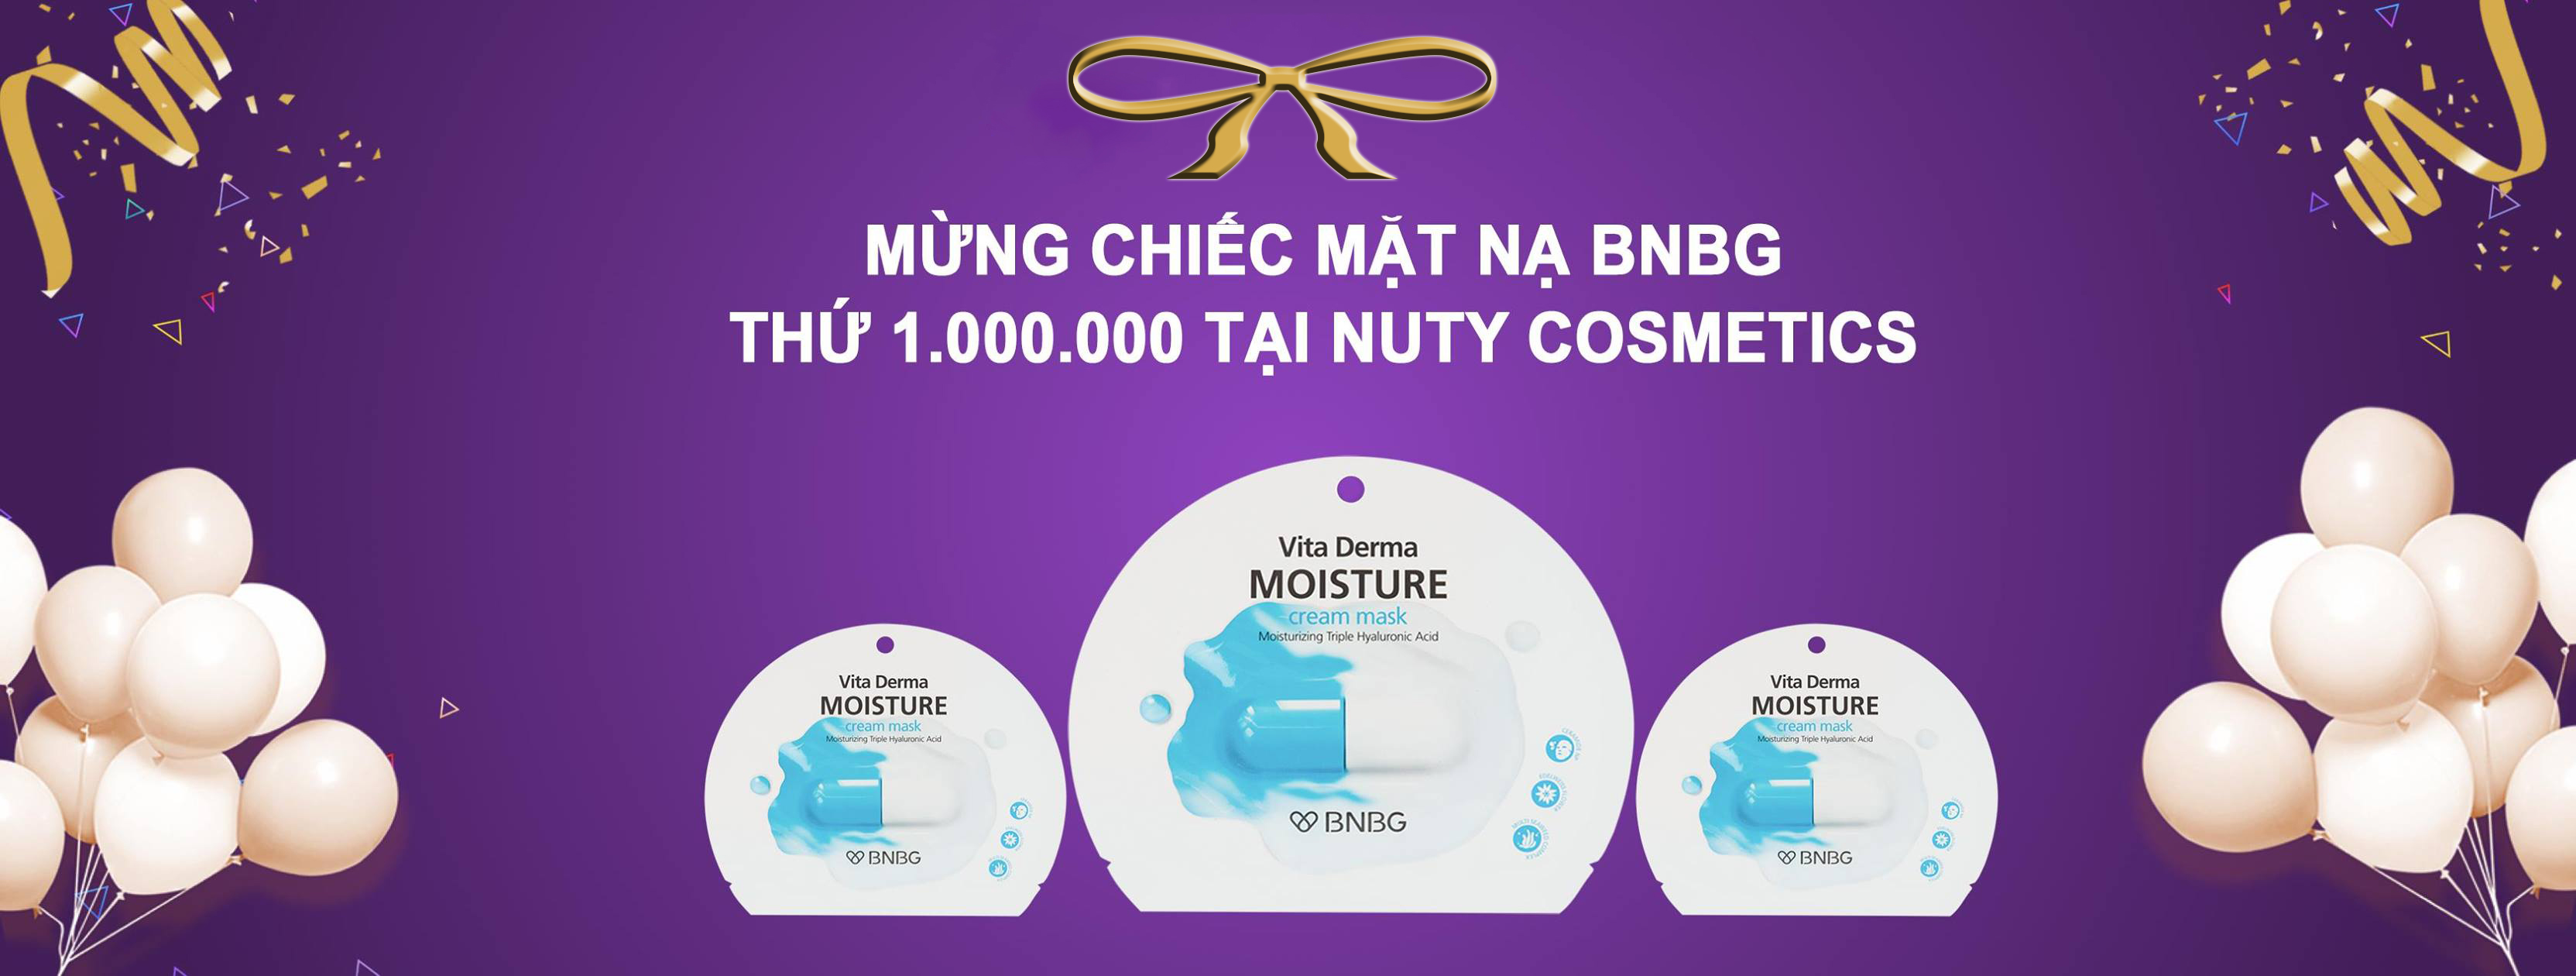 MỪNG CHIẾC MẶT NẠ BNBG
THỨ 1.000.000 TẠI NUTY COSMETICS
Vita Derma
MOISTURE
cream mask
Moisturizing Triple Hyaluronic Acid
BNBG
Vita Derma
MOISTURE
cream mask
Moisturizing Triple Hyaluronic Acid
BNBG
Vita Derma
MOISTURE
cream mask
Moisturizing Triple Hyaluronic Acid
BNBG